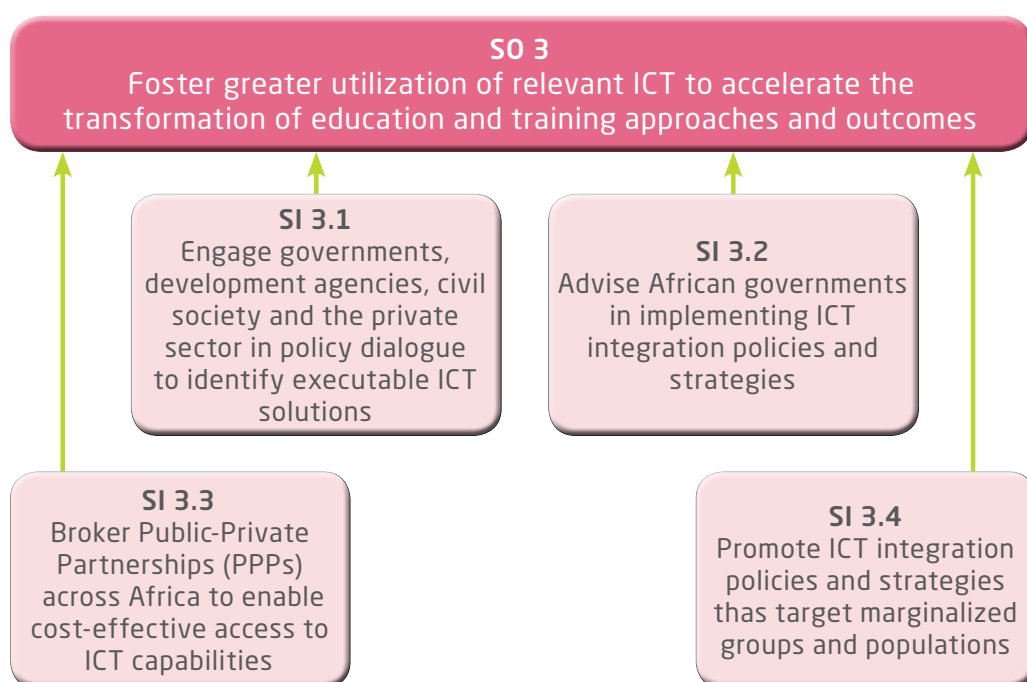 SO 3
Foster greater utilization of relevant ICT to accelerate the
transformation of education and training approaches and outcomes
SI 3.1
Engage governments,
development agencies, civil
society and the private
sector in policy dialogue
to identify executable ICT
solutions
SI 3.2
Advise African governments
in implementing ICT
integration policies and
strategies
SI 3.3
Broker Public-Private
Partnerships (PPPs)
across Africa to enable
cost-effective access to
ICT capabilities
SI 3.4
Promote ICT integration
policies and strategies
thas target marginalized
groups and populations